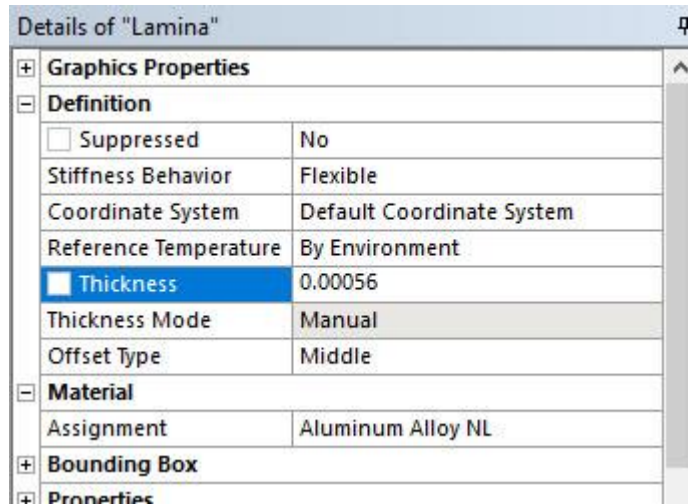 Details of "Lamina"
Graphics Properties
Definition
Suppressed No
Stiffness Behavior Flexible
Coordinate System Default Coordinate System
Reference Temperature By Environment
Thickness 0.00056
Thickness Mode Manual
Offset Type Middle
Material
Assignment Aluminum Alloy NL
Bounding Box
Properties